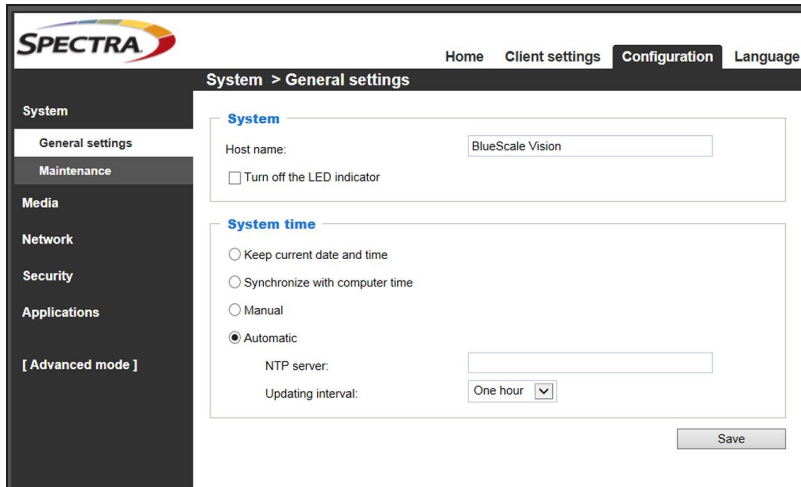 SPECTRA
Home Client settings Configuration Language
System > General settings
System
General settings
Maintenance
Media
Network
Security
Applications
[ Advanced mode ]
System
Host name: BlueScale Vision
Turn off the LED indicator
System time
Keep current date and time
Synchronize with computer time
Manual
Automatic
NTP server:
Updating interval: One hour
Save